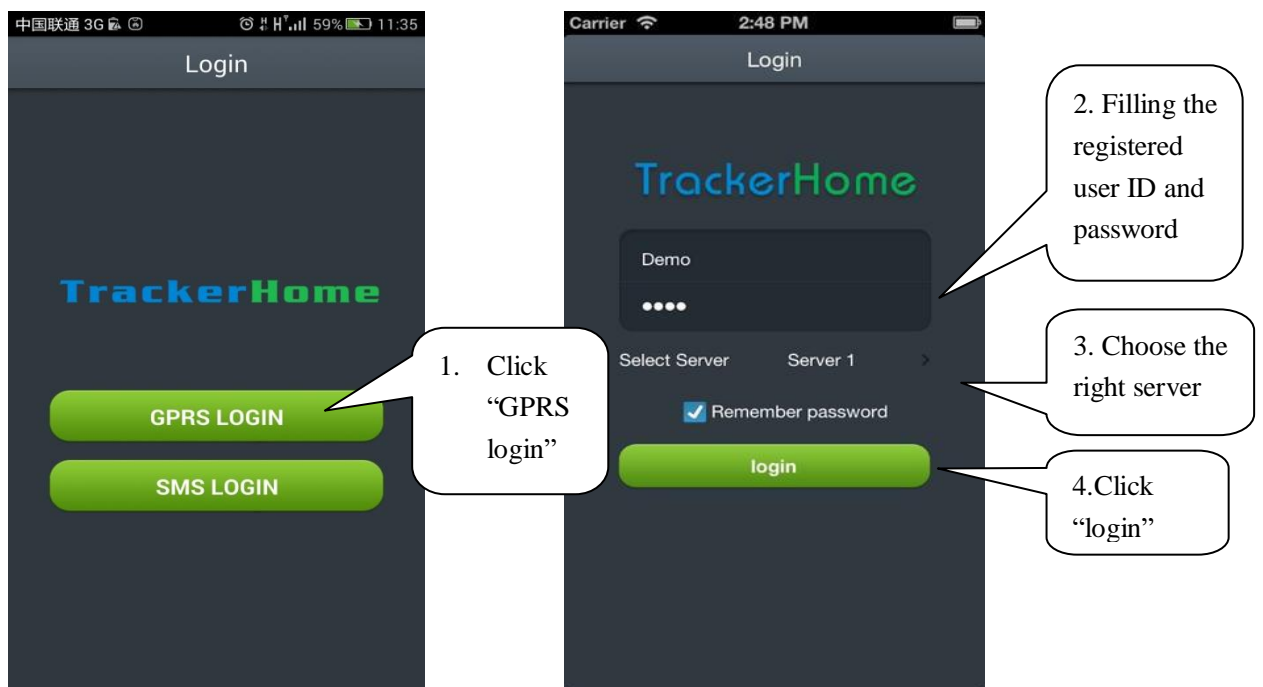 中国联通 3G 59% 11:35
Login
TrackerHome
GPRS LOGIN
SMS LOGIN
1. Click
“GPRS
login”
Carrier 2:48 PM
Login
TrackerHome
Demo
••••
Select Server Server 1 >
Remember password
login
2. Filling the
registered
user ID and
password
3. Choose the
right server
4.Click
“login”